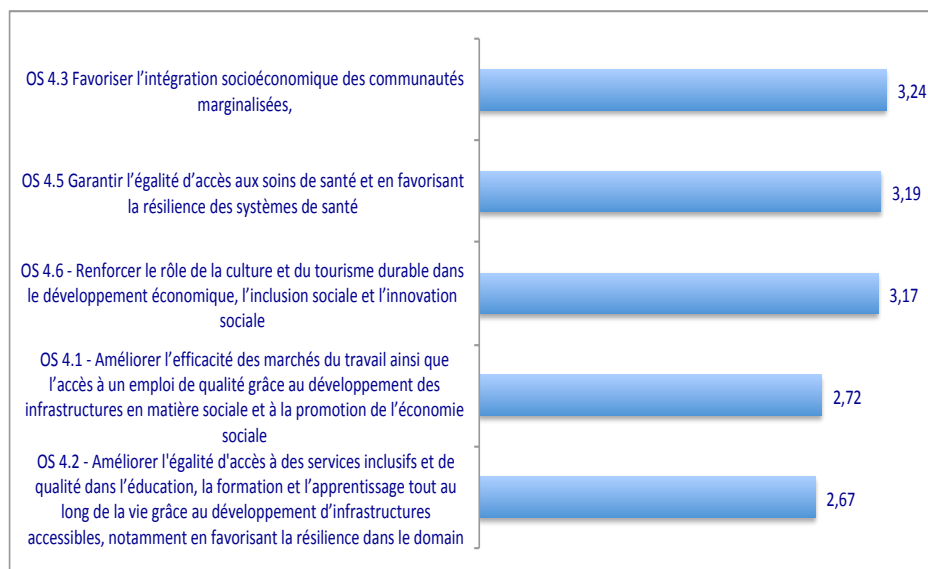 OS 4.3 Favoriser l’intégration socioéconomique des communautés
marginalisées,
3,24
OS 4.5 Garantir l’égalité d’accès aux soins de santé et en favorisant
la résilience des systèmes de santé
3,19
OS 4.6 - Renforcer le rôle de la culture et du tourisme durable dans
le développement économique, l’inclusion sociale et l’innovation
sociale
3,17
OS 4.1 - Améliorer l’efficacité des marchés du travail ainsi que
l’accès à un emploi de qualité grâce au développement des
infrastructures en matière sociale et à la promotion de l’économie
sociale
2,72
OS 4.2 - Améliorer l'égalité d'accès à des services inclusifs et de
qualité dans l’éducation, la formation et l’apprentissage tout au
long de la vie grâce au développement d’infrastructures
accessibles, notamment en favorisant la résilience dans le domain
2,67